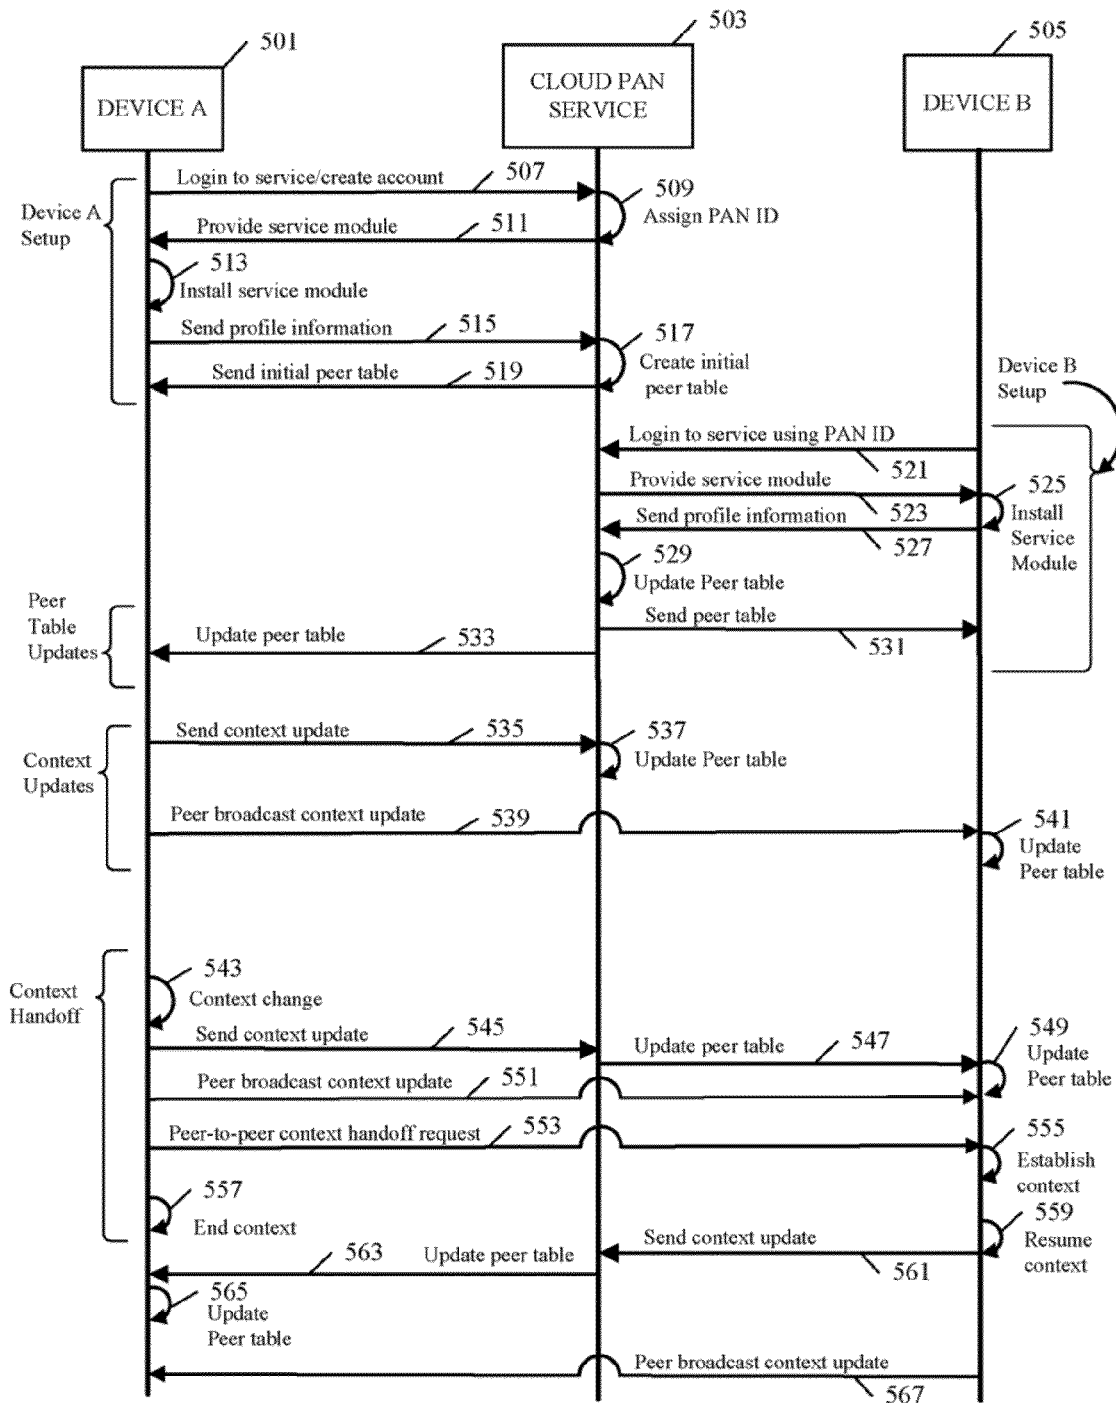 501
503
505
DEVICE A
CLOUD PAN
SERVICE
DEVICE B
Login to service/create account
507
509
Assign PAN ID
Device A
Setup
Provide service module
511
513
Install service module
Send profile information
515
517
Create initial
peer table
Send initial peer table
519
Device B
Setup
Login to service using PAN ID
521
Provide service module
523
525
Install
Service
Module
Send profile information
527
529
Update Peer table
Peer
Table
Updates
Send peer table
531
Update peer table
533
Send context update
535
537
Update Peer table
Context
Updates
Peer broadcast context update
539
541
Update
Peer table
Context
Handoff
543
Context change
Send context update
545
Update peer table
547
549
Update
Peer table
Peer broadcast context update
551
Peer-to-peer context handoff request
553
555
Establish
context
557
End context
559
Resume
context
Send context update
561
Update peer table
563
565
Update
Peer table
Peer broadcast context update
567